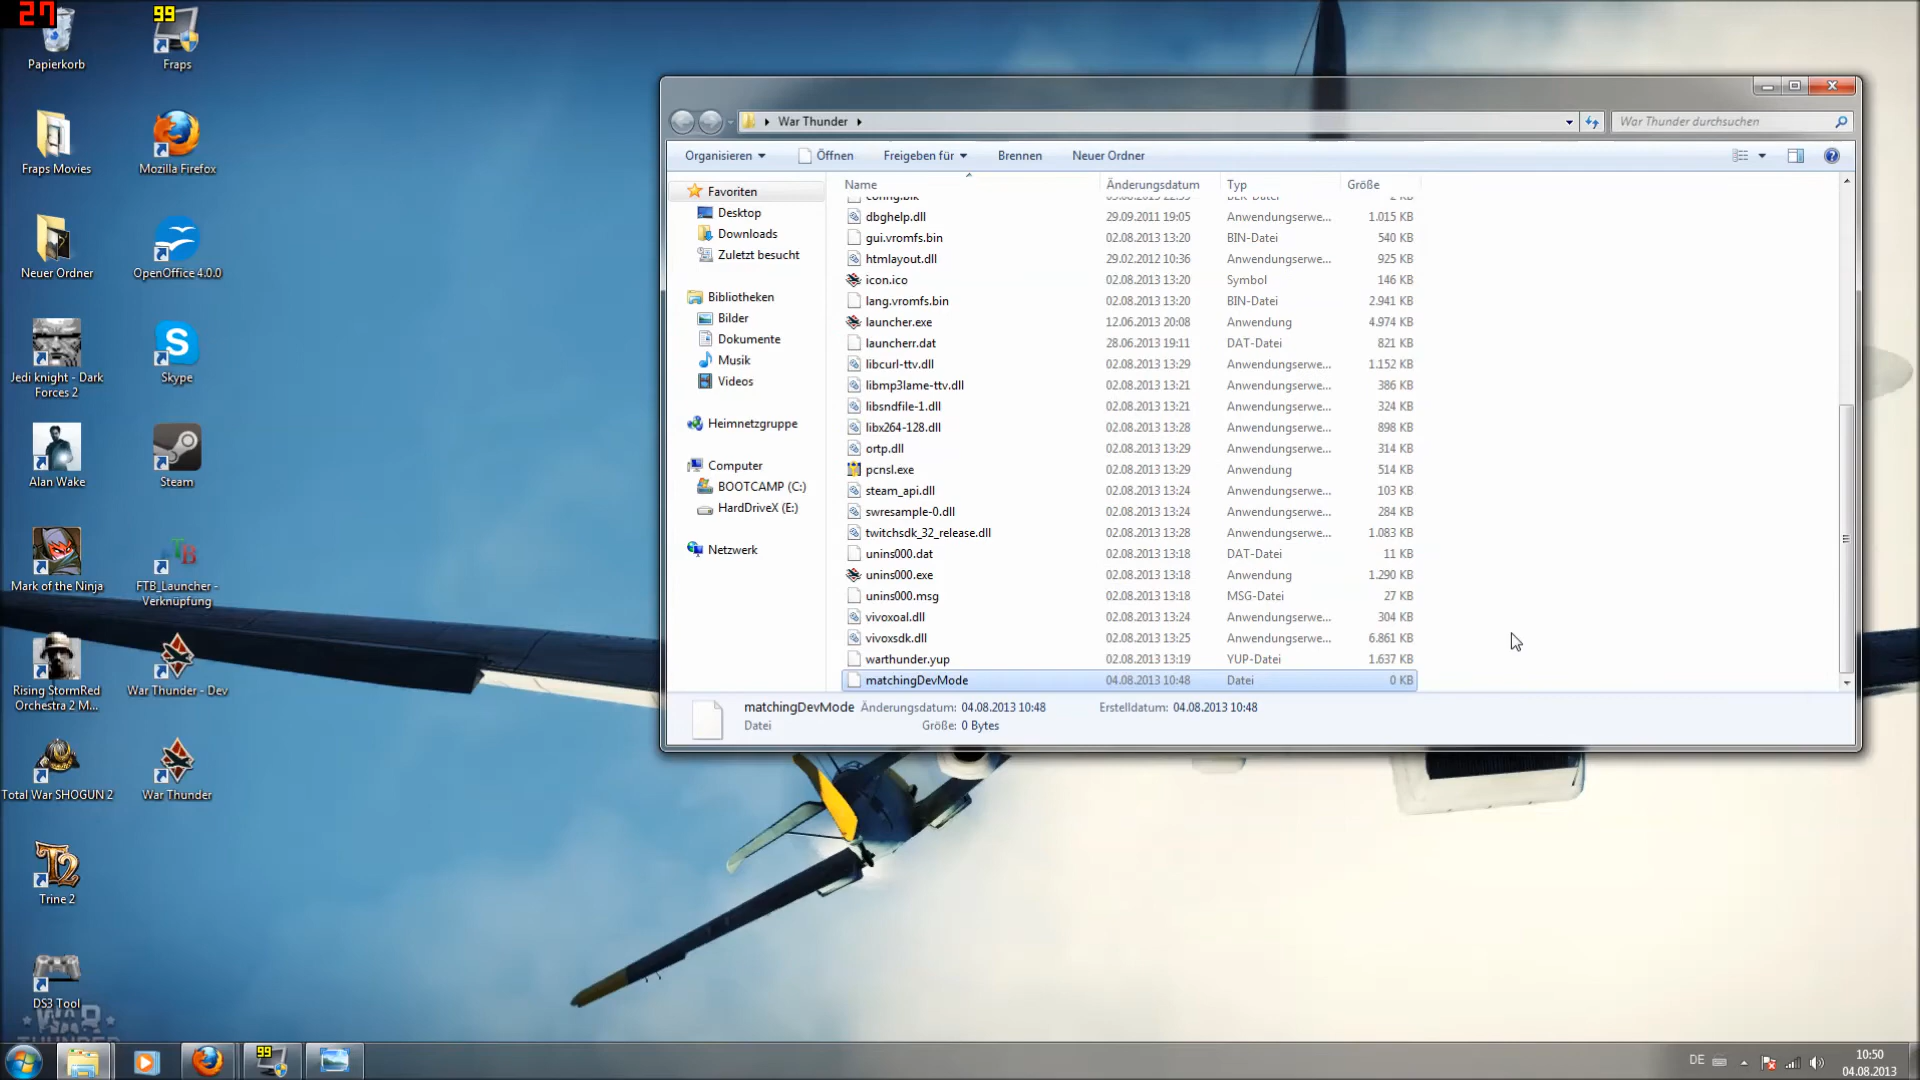 27
99
Papierkorb
Fraps
Fraps Movies
Mozilla Firefox
Neuer Ordner
OpenOffice 4.0.0
Jedi knight - Dark
Forces 2
Skype
Alan Wake
Steam
Mark of the Ninja
FTB_Launcher -
Verknüpfung
Rising StormRed
Orchestra 2 M...
War Thunder - Dev
Total War SHOGUN 2
War Thunder
Trine 2
DS3 Tool
WAR
THUNDER
War Thunder
War Thunder durchsuchen
Organisieren Öffnen Freigeben für Brennen Neuer Ordner
Favoriten
Desktop
Downloads
Zuletzt besucht
Bibliotheken
Bilder
Dokumente
Musik
Videos
Heimnetzgruppe
Computer
BOOTCAMP (C:)
HardDriveX (E:)
Netzwerk
Name Änderungsdatum Typ Größe
dbghelp.dll 29.09.2011 19:05 Anwendungserwe... 1.015 KB
gui.vromfs.bin 02.08.2013 13:20 BIN-Datei 540 KB
htmlayout.dll 29.02.2012 10:36 Anwendungserwe... 925 KB
icon.ico 02.08.2013 13:20 Symbol 146 KB
lang.vromfs.bin 02.08.2013 13:20 BIN-Datei 2.941 KB
launcher.exe 12.06.2013 20:08 Anwendung 4.974 KB
launcherr.dat 28.06.2013 19:11 DAT-Datei 821 KB
libcurl-ttv.dll 02.08.2013 13:29 Anwendungserwe... 1.152 KB
libmp3lame-ttv.dll 02.08.2013 13:21 Anwendungserwe... 386 KB
libsndfile-1.dll 02.08.2013 13:21 Anwendungserwe... 324 KB
libx264-128.dll 02.08.2013 13:28 Anwendungserwe... 898 KB
ortp.dll 02.08.2013 13:29 Anwendungserwe... 314 KB
pcnsl.exe 02.08.2013 13:29 Anwendung 514 KB
steam_api.dll 02.08.2013 13:24 Anwendungserwe... 103 KB
swresample-0.dll 02.08.2013 13:24 Anwendungserwe... 284 KB
twitchsdk_32_release.dll 02.08.2013 13:28 Anwendungserwe... 1.083 KB
unins000.dat 02.08.2013 13:18 DAT-Datei 11 KB
unins000.exe 02.08.2013 13:18 Anwendung 1.290 KB
unins000.msg 02.08.2013 13:18 MSG-Datei 27 KB
vivoxoal.dll 02.08.2013 13:24 Anwendungserwe... 304 KB
vivoxsdk.dll 02.08.2013 13:25 Anwendungserwe... 6.861 KB
warthunder.yup 02.08.2013 13:19 YUP-Datei 1.637 KB
matchingDevMode 04.08.2013 10:48 Datei 0 KB
matchingDevMode Änderungsdatum: 04.08.2013 10:48 Erstelldatum: 04.08.2013 10:48
Datei Größe: 0 Bytes
99
DE
10:50
04.08.2013